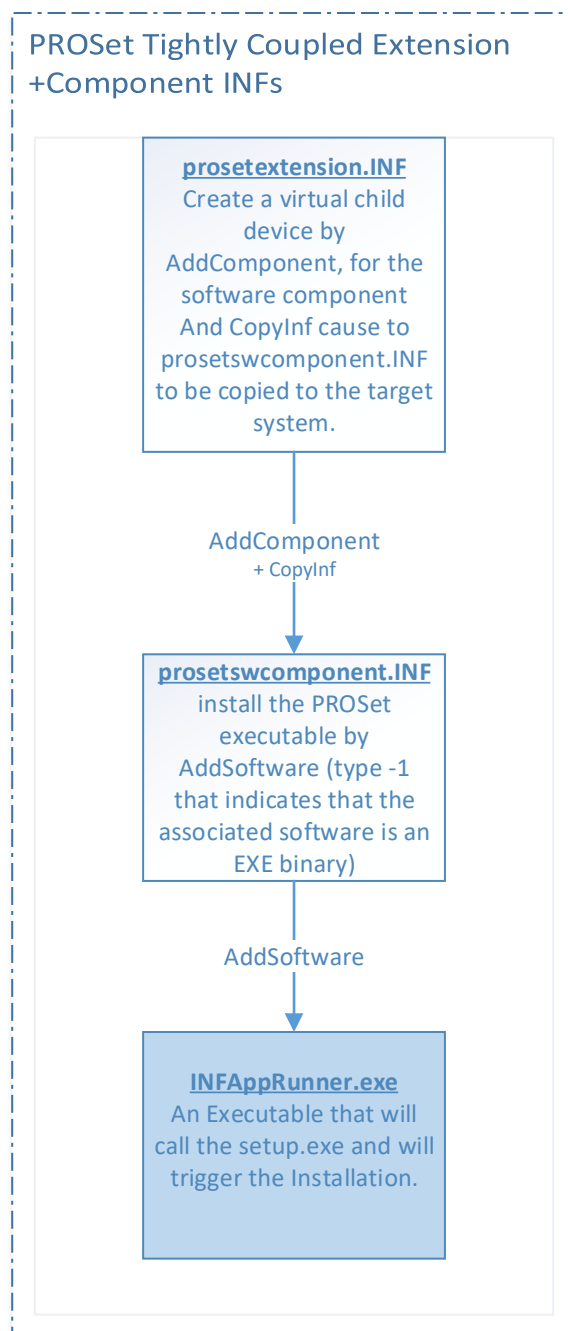 PROSet Tightly Coupled Extension
+Component INFs
prosetextension.INF
Create a virtual child
device by
AddComponent, for the
software component
And CopyInf cause to
prosetswcomponent.INF
to be copied to the target
system.
AddComponent
+ CopyInf
prosetswcomponent.INF
install the PROSet
executable by
AddSoftware (type -1
that indicates that the
associated software is an
EXE binary)
AddSoftware
INFAppRunner.exe
An Executable that will
call the setup.exe and will
trigger the Installation.